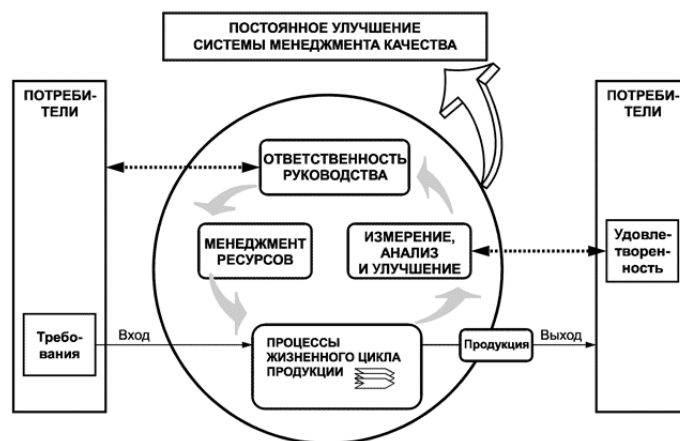 ПОСТОЯННОЕ УЛУЧШЕНИЕ
СИСТЕМЫ МЕНЕДЖМЕНТА КАЧЕСТВА
ПОТРЕБИ-
ТЕЛИ
ПОТРЕБИ-
ТЕЛИ
ОТВЕТСТВЕННОСТЬ
РУКОВОДСТВА
МЕНЕДЖМЕНТ
РЕСУРСОВ
ИЗМЕРЕНИЕ,
АНАЛИЗ
И УЛУЧШЕНИЕ
Удовле-
творен-
ность
Требо-
вания
Вход
ПРОЦЕССЫ
ЖИЗНЕННОГО ЦИКЛА
ПРОДУКЦИИ
Продукция
Выход